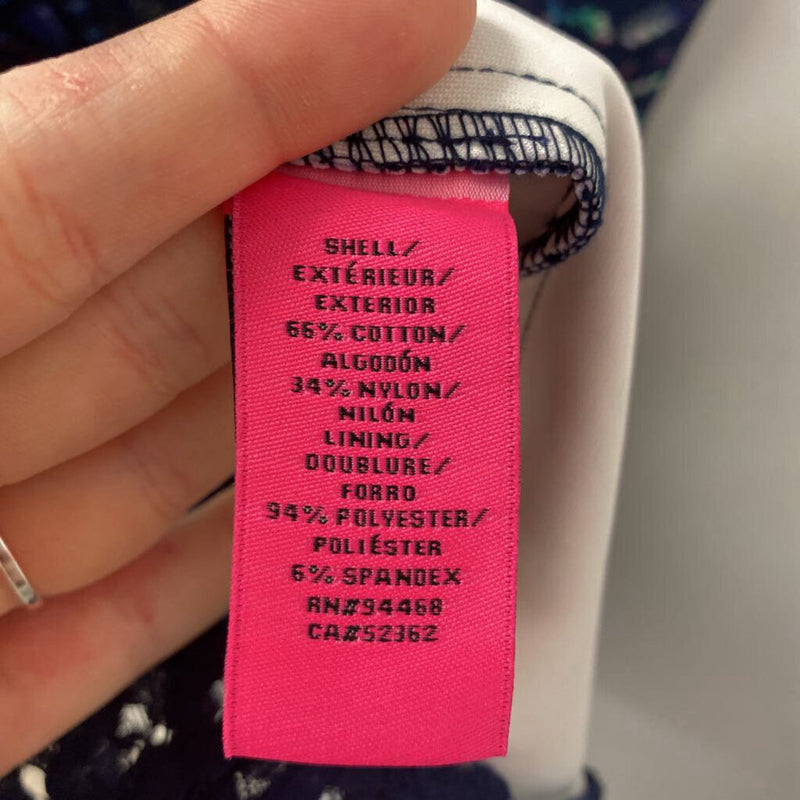 SHELL/
EXTÉRIEUR/
EXTERIOR
66% COTTON/
ALGODÓN
34% NYLON/
NILÓN
LINING/
DOUBLURE/
FORRO
94% POLYESTER/
POLIÉSTER
6% SPANDEX
RN#94468
CA#52362